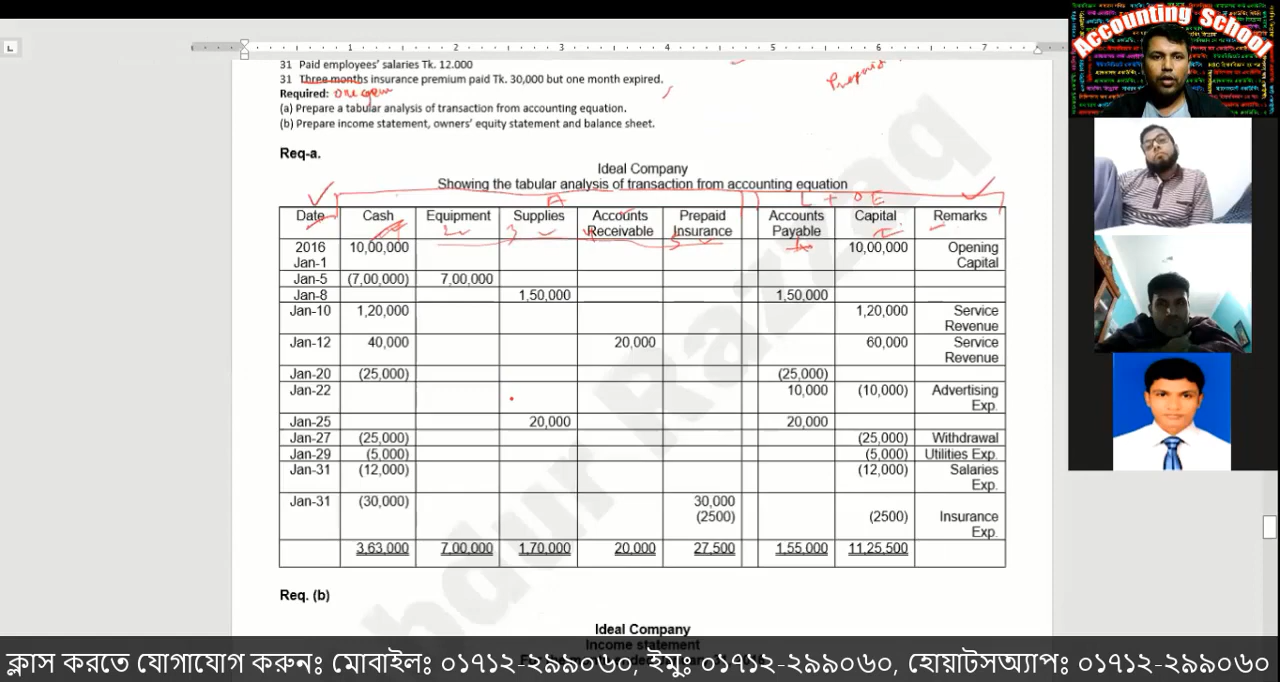 31 Paid employees' salaries Tk. 12.000
31 Three months insurance premium paid Tk. 30,000 but one month expired.
Prepaid
Required: One year
(a) Prepare a tabular analysis of transaction from accounting equation.
(b) Prepare income statement, owners' equity statement and balance sheet.
Req-a.
Ideal Company
Showing the tabular analysis of transaction from accounting equation
A L + O E
Date Cash Equipment Supplies Accounts Receivable Prepaid Insurance Accounts Payable Capital Remarks
2016 Jan-1 10,00,000 10,00,000 Opening Capital
Jan-5 (7,00,000) 7,00,000
Jan-8 1,50,000 1,50,000
Jan-10 1,20,000 1,20,000 Service Revenue
Jan-12 40,000 20,000 60,000 Service Revenue
Jan-20 (25,000) (25,000)
Jan-22 10,000 (10,000) Advertising Exp.
Jan-25 20,000 20,000
Jan-27 (25,000) (25,000) Withdrawal
Jan-29 (5,000) (5,000) Utilities Exp.
Jan-31 (12,000) (12,000) Salaries Exp.
Jan-31 (30,000) 30,000
(2500) (2500) Insurance Exp.
3,63,000 7,00,000 1,70,000 20,000 27,500 1,55,000 11,25,500
Req. (b)
Ideal Company
Income statement
Accounting School
ক্লাস করতে যোগাযোগ করুনঃ মোবাইলঃ ০১৭১২-২৯৯০৬০, ইমুঃ ০১৭১২-২৯৯০৬০, হোয়াটসঅ্যাপঃ ০১৭১২-২৯৯০৬০